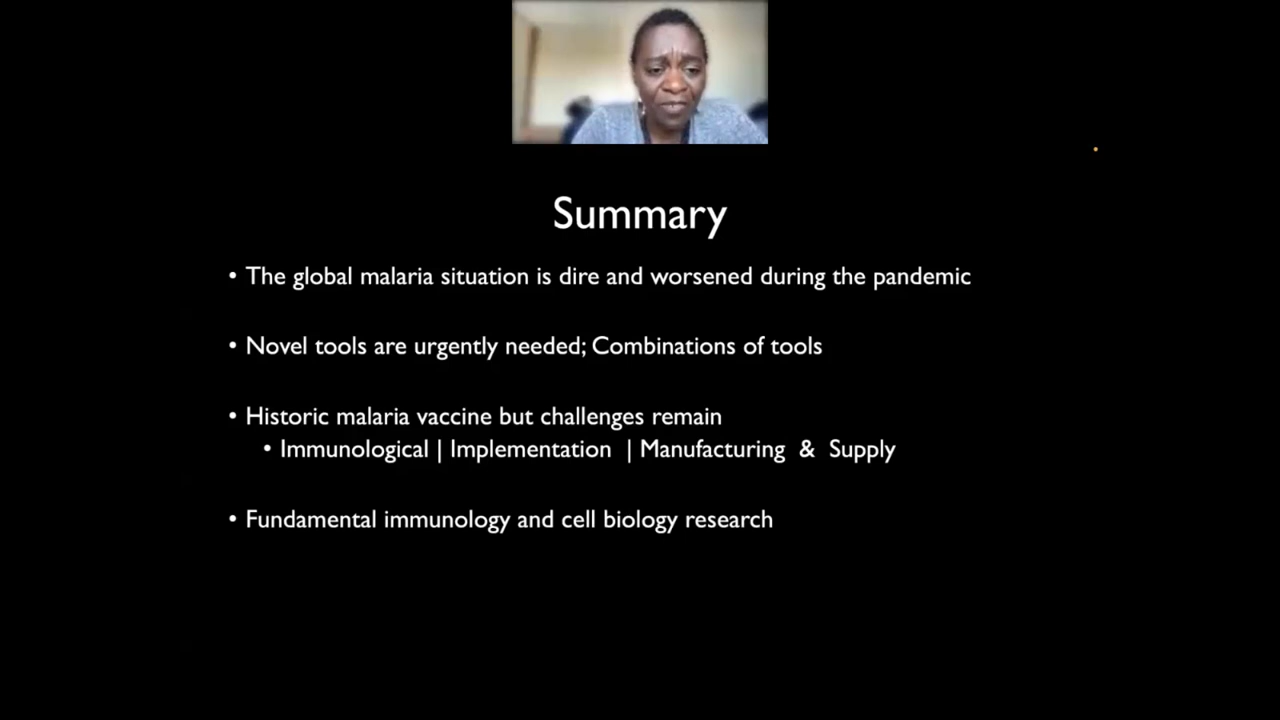 Summary
• The global malaria situation is dire and worsened during the pandemic
• Novel tools are urgently needed; Combinations of tools
• Historic malaria vaccine but challenges remain
• Immunological | Implementation | Manufacturing & Supply
• Fundamental immunology and cell biology research